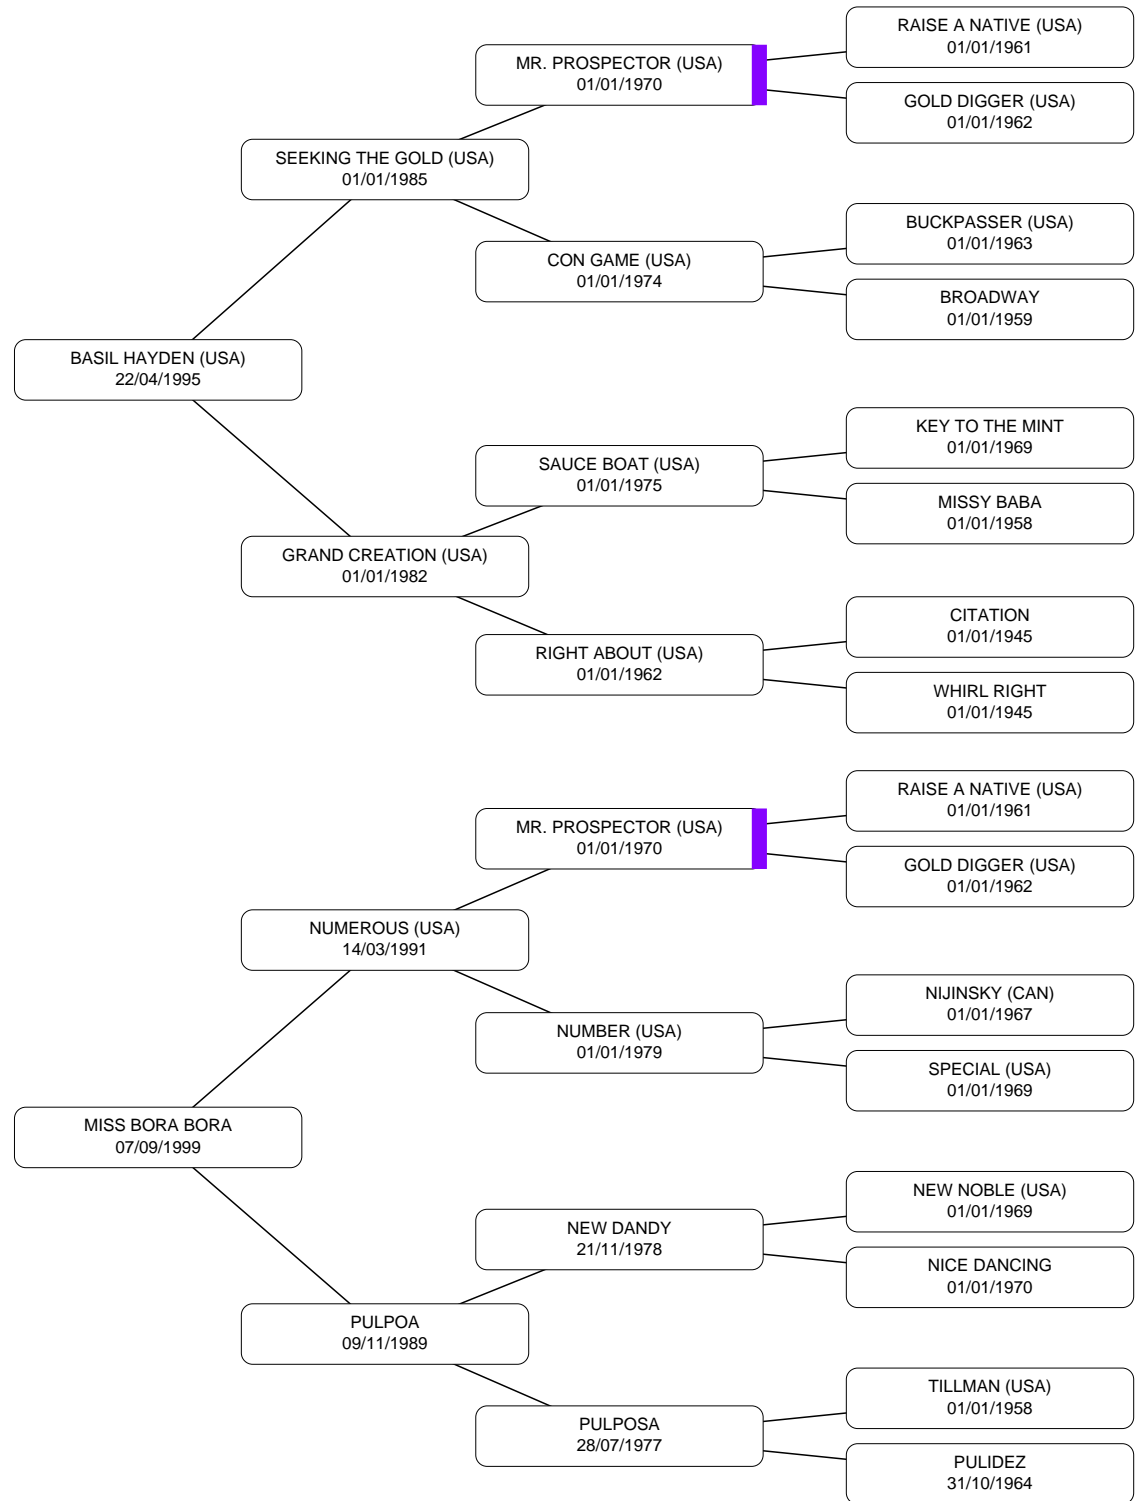 RAISE A NATIVE (USA)
01/01/1961
MR. PROSPECTOR (USA)
01/01/1970
GOLD DIGGER (USA)
01/01/1962
SEEKING THE GOLD (USA)
01/01/1985
BUCKPASSER (USA)
01/01/1963
CON GAME (USA)
01/01/1974
BROADWAY
01/01/1959
BASIL HAYDEN (USA)
22/04/1995
KEY TO THE MINT
01/01/1969
SAUCE BOAT (USA)
01/01/1975
MISSY BABA
01/01/1958
GRAND CREATION (USA)
01/01/1982
CITATION
01/01/1945
RIGHT ABOUT (USA)
01/01/1962
WHIRL RIGHT
01/01/1945
RAISE A NATIVE (USA)
01/01/1961
MR. PROSPECTOR (USA)
01/01/1970
GOLD DIGGER (USA)
01/01/1962
NUMEROUS (USA)
14/03/1991
NIJINSKY (CAN)
01/01/1967
NUMBER (USA)
01/01/1979
SPECIAL (USA)
01/01/1969
MISS BORA BORA
07/09/1999
NEW NOBLE (USA)
01/01/1969
NEW DANDY
21/11/1978
NICE DANCING
01/01/1970
PULPOA
09/11/1989
TILLMAN (USA)
01/01/1958
PULPOSA
28/07/1977
PULIDEZ
31/10/1964